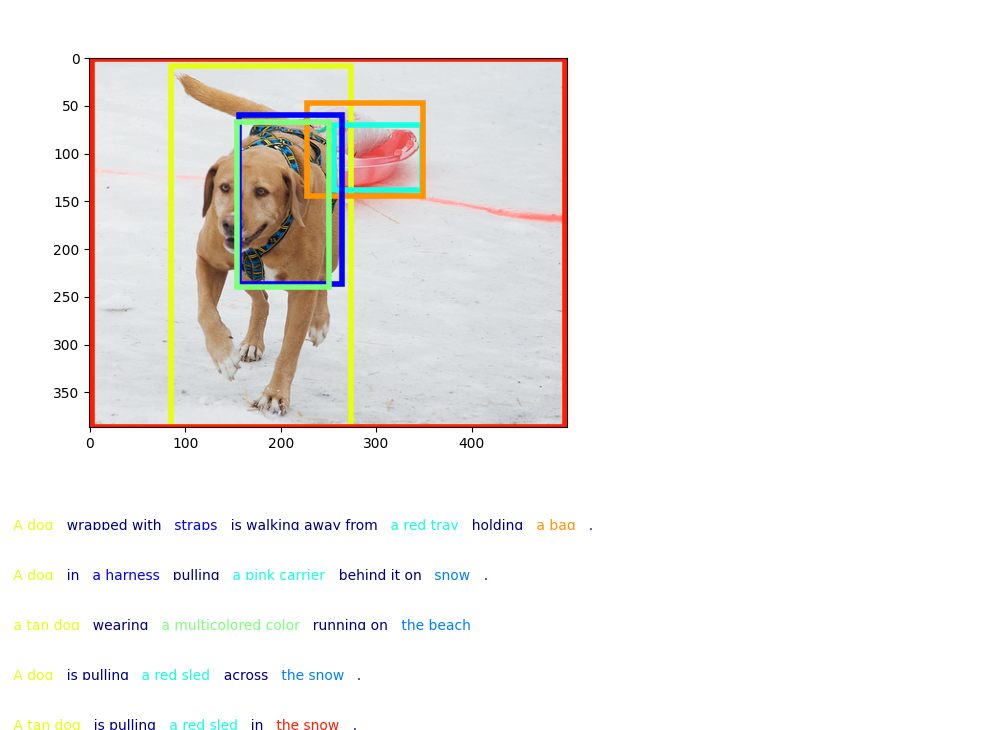 0
50
100
150
200
250
300
350
0 100 200 300 400
A dog wrapped with straps is walking away from a red tray holding a bag .
A dog in a harness pulling a pink carrier behind it on snow .
a tan dog wearing a multicolored color running on the beach
A dog is pulling a red sled across the snow .
A tan dog is pulling a red sled in the snow .